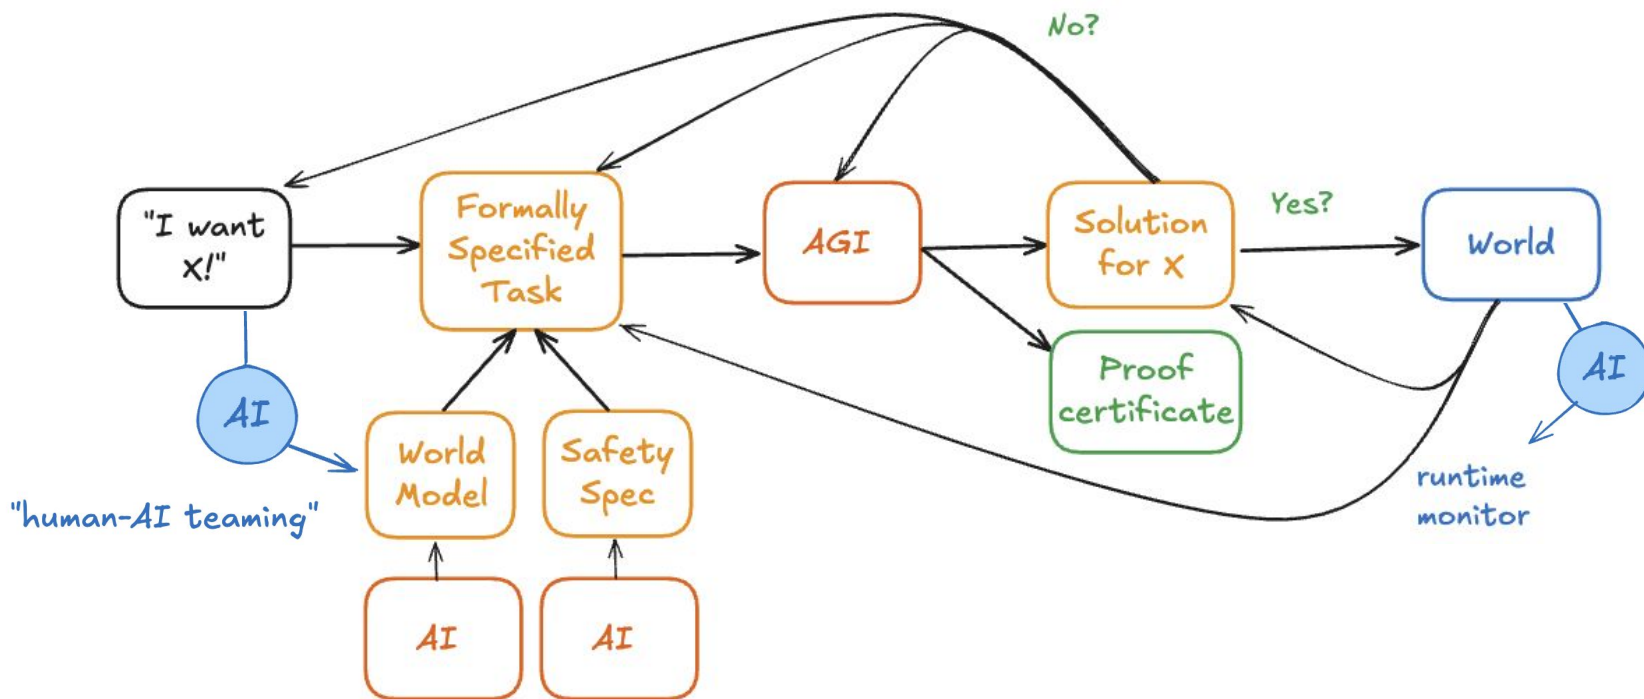 No?
"I want
X!"
Formally
Specified
Task
AGI
Solution
for X
Yes?
World
AI
"human-AI teaming"
World
Model
Safety
Spec
Proof
certificate
AI
runtime
monitor
AI
AI